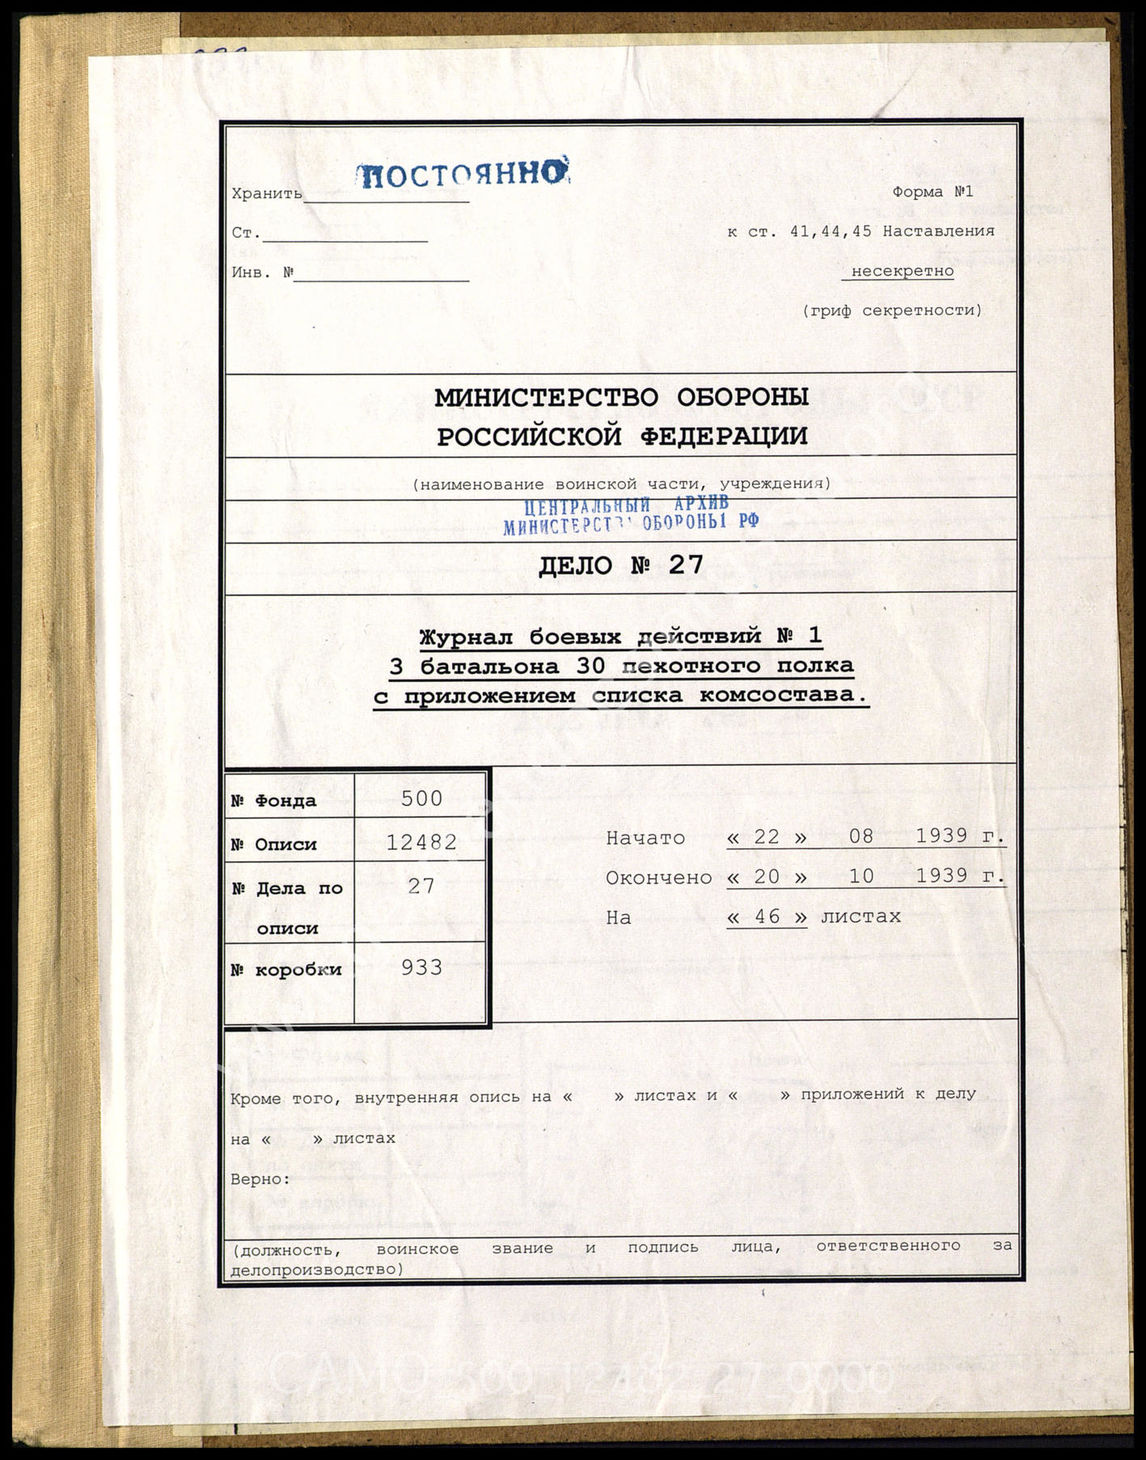 ПОСТОЯННО
Хранить
Форма №1
Ст.
к ст. 41,44,45 Наставления
Инв. №
несекретно
(гриф секретности)
МИНИСТЕРСТВО ОБОРОНЫ
РОССИЙСКОЙ ФЕДЕРАЦИИ
(наименование воинской части, учреждения)
ЦЕНТРАЛЬНЫЙ АРХИВ
МИНИСТЕРСТВА ОБОРОНЫ РФ
ДЕЛО № 27
Журнал боевых действий № 1
3 батальона 30 пехотного полка
с приложением списка комсостава.
№ Фонда 500
№ Описи 12482
№ Дела по 27
описи
№ коробки 933
Начато « 22 » 08 1939 г.
Окончено « 20 » 10 1939 г.
На « 46 » листах
Кроме того, внутренняя опись на « » листах и « » приложений к делу
на « » листах
Верно:
(должность, воинское звание и подпись лица, ответственного за
делопроизводство)
CAMO_500_12482_27_0000